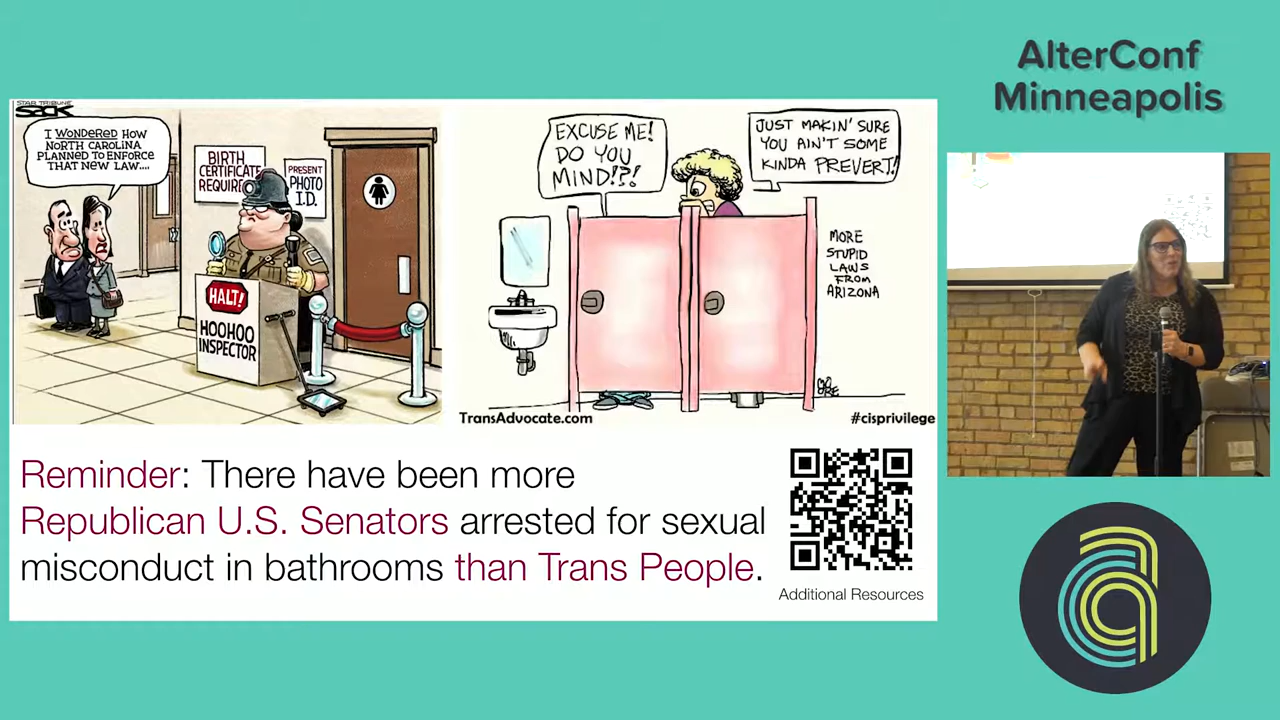 AlterConf
Minneapolis
STAR TRIBUNE
SACK
I WONDERED HOW
NORTH CAROLINA
PLANNED TO ENFORCE
THAT NEW LAW....
BIRTH
CERTIFICATE
PRESENT
PHOTO
I.D.
HALT!
HOOHOO
INSPECTOR
EXCUSE ME!
DO YOU
MIND!?!
JUST MAKIN' SURE
YOU AIN'T SOME
KINDA PREVERT!
MORE
STUPID
LAWS
FROM
ARIZONA
TransAdvocate.com
#cisprivilege
Reminder: There have been more
Republican U.S. Senators arrested for sexual
misconduct in bathrooms than Trans People.
Additional Resources